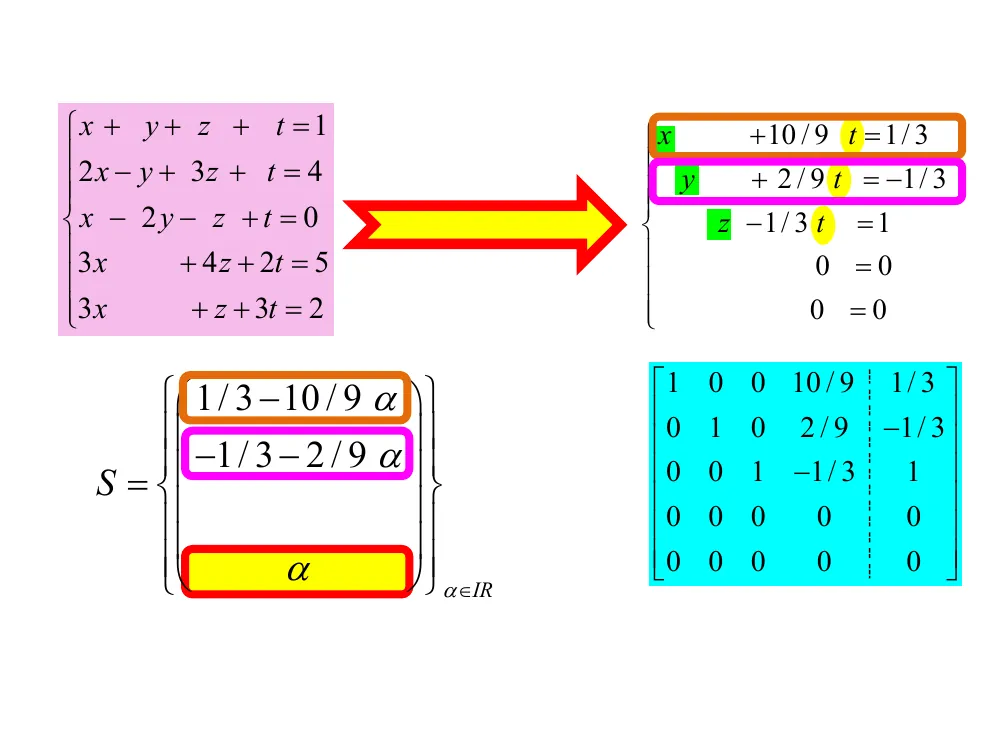 x + y + z + t = 1
2x − y + 3z + t = 4
x − 2y − z + t = 0
3x + 4z + 2t = 5
3x + z + 3t = 2
x +10/9 t = 1/3
y + 2/9 t = −1/3
z −1/3 t = 1
0 = 0
0 = 0
S =
1/3 − 10/9 α
−1/3 − 2/9 α
α
α∈IR
1 0 0 10/9 1/3
0 1 0 2/9 −1/3
0 0 1 −1/3 1
0 0 0 0 0
0 0 0 0 0